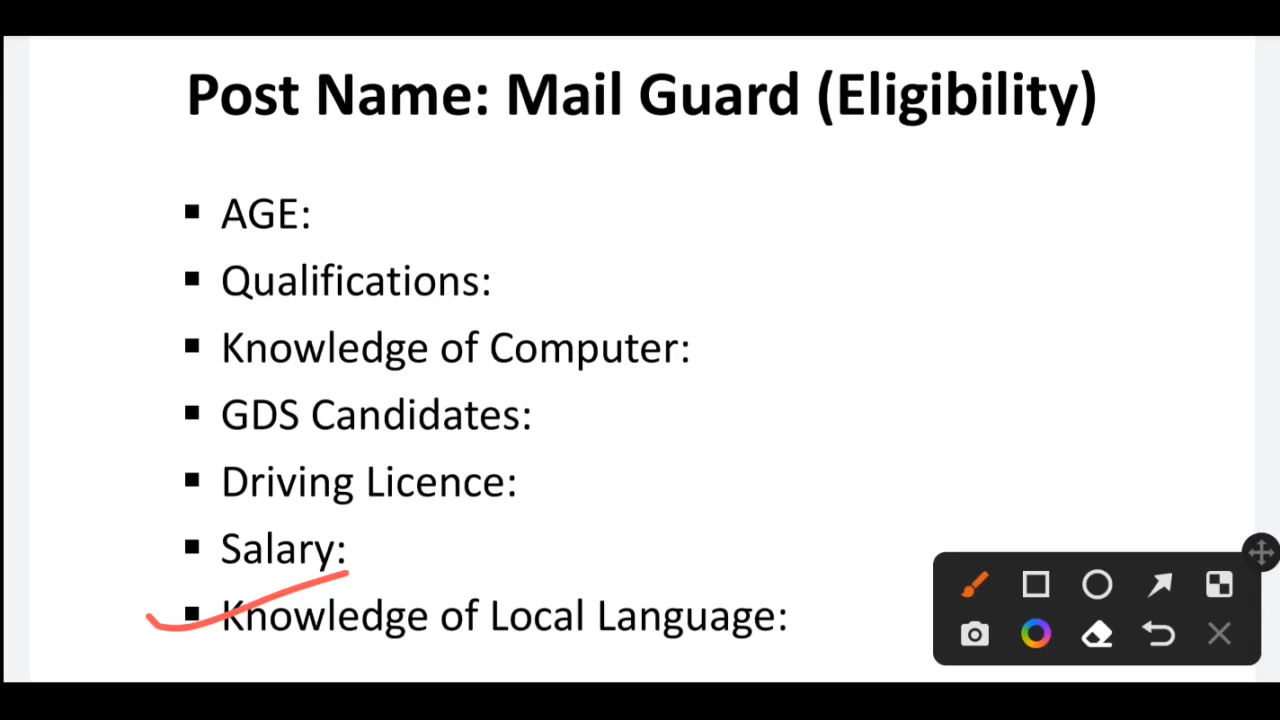 Post Name: Mail Guard (Eligibility)
▪ AGE:
▪ Qualifications:
▪ Knowledge of Computer:
▪ GDS Candidates:
▪ Driving Licence:
▪ Salary:
▪ Knowledge of Local Language: